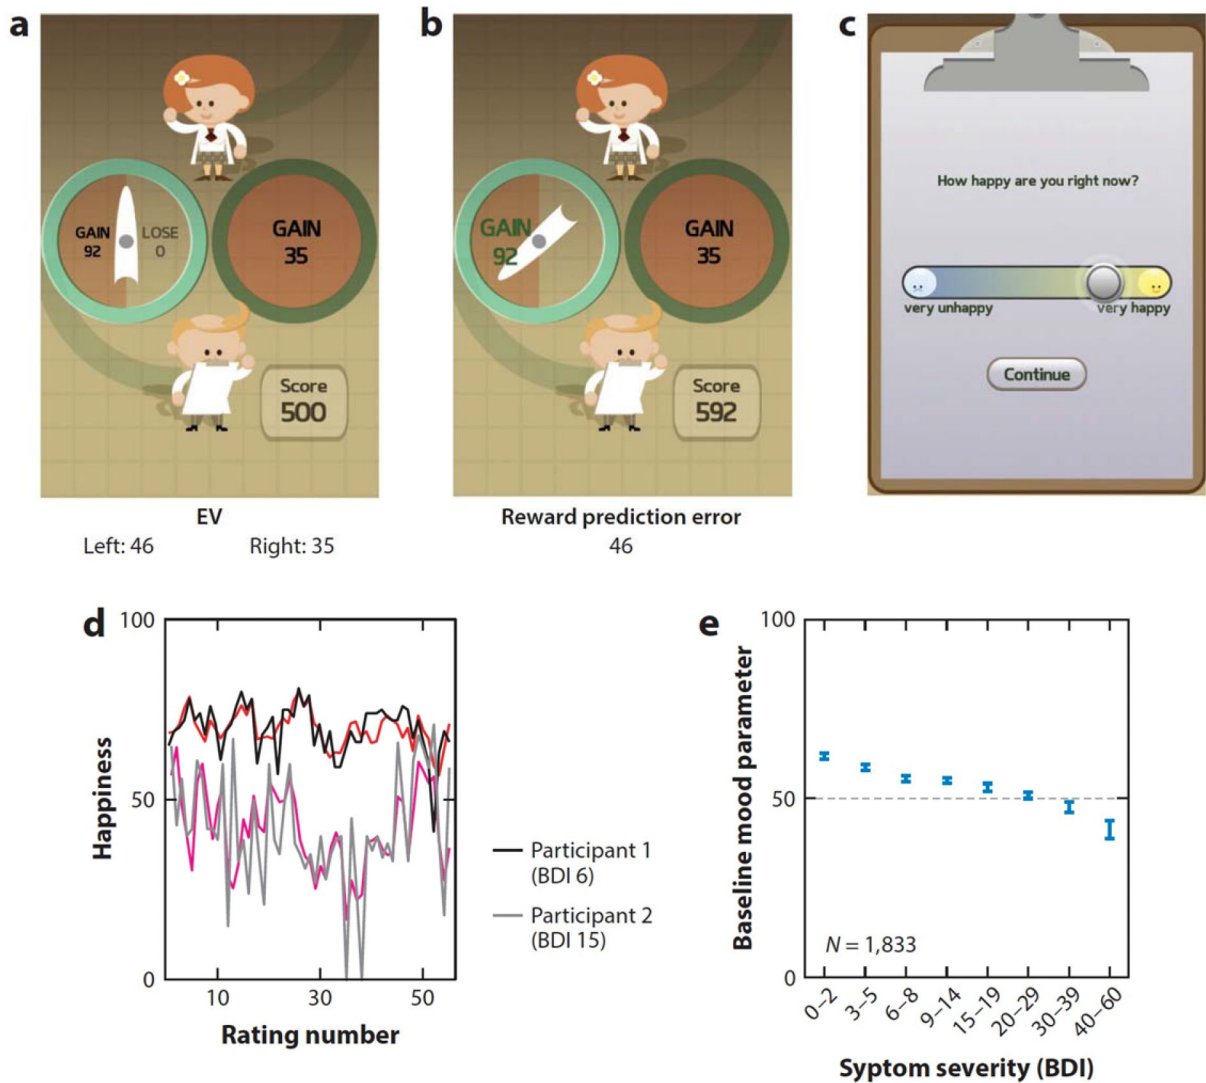 a
GAIN
92
LOSE
0
GAIN
35
Score
500
EV
Left: 46
Right: 35
b
GAIN
92
GAIN
35
Score
592
Reward prediction error
46
c
How happy are you right now?
very unhappy
very happy
Continue
d
Happiness
100
50
0
10
30
50
Rating number
Participant 1
(BDI 6)
Participant 2
(BDI 15)
e
Baseline mood parameter
100
50
0
N = 1,833
0–2
3–5
6–8
9–14
15–19
20–29
30–39
40–60
Syptom severity (BDI)